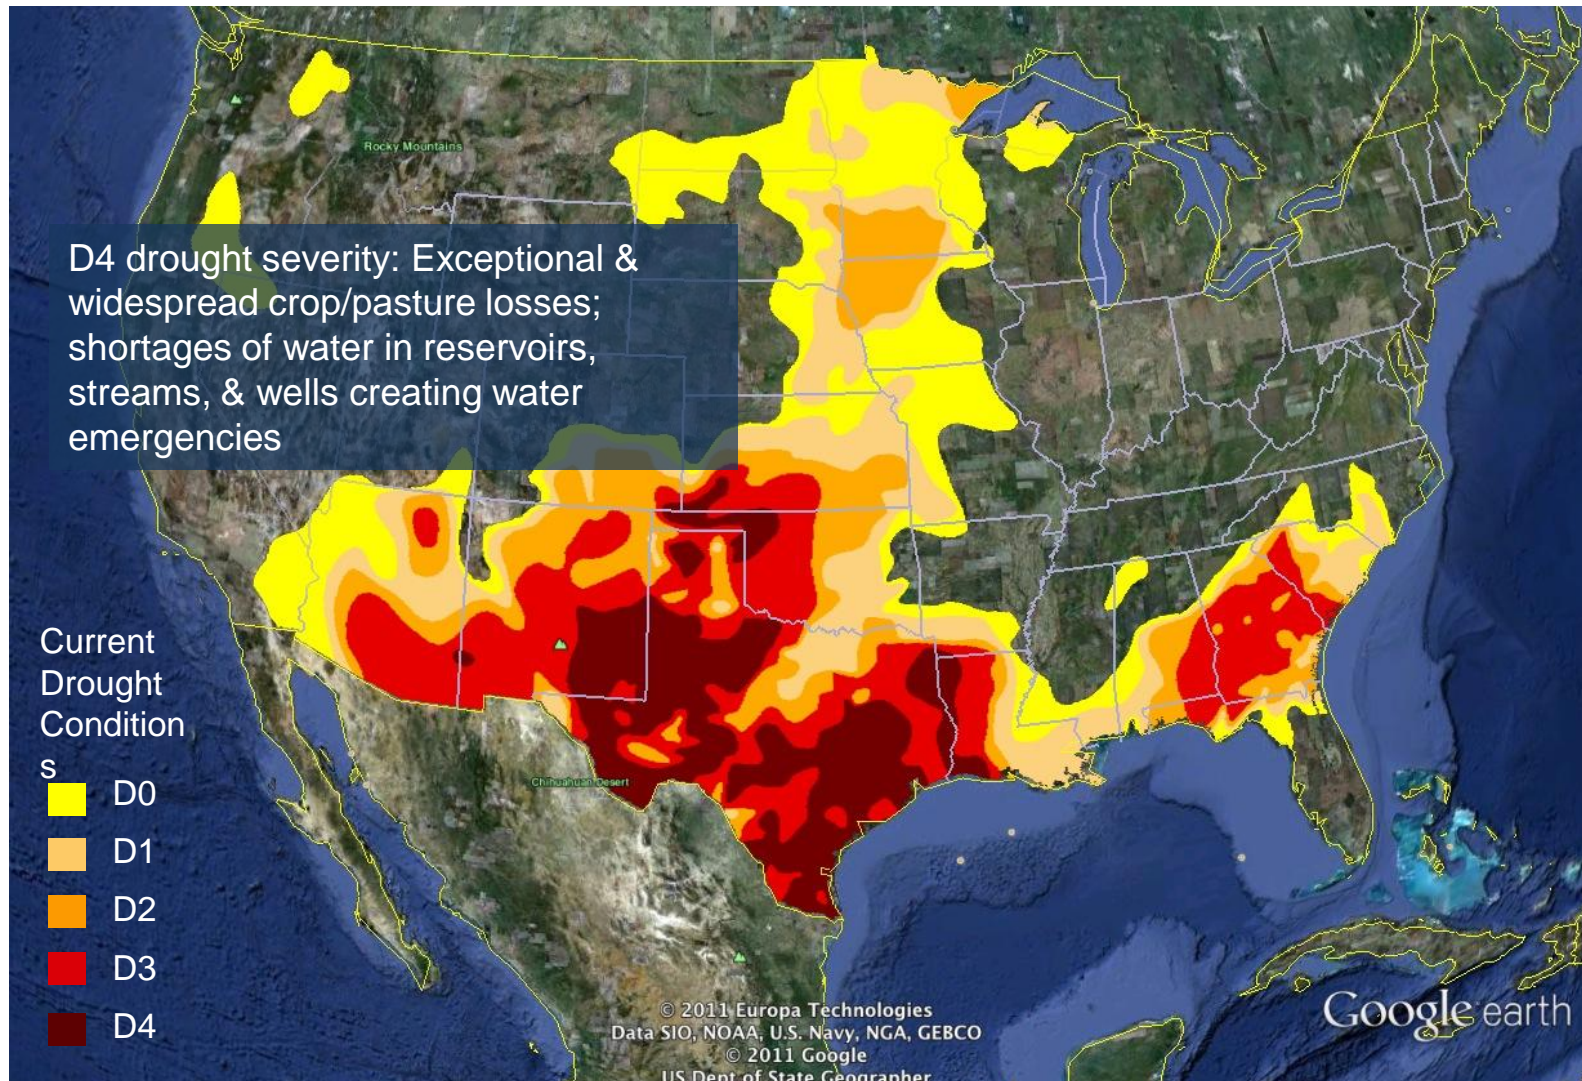 Rocky Mountains
D4 drought severity: Exceptional &
widespread crop/pasture losses;
shortages of water in reservoirs,
streams, & wells creating water
emergencies
Current
Drought
Condition
s
D0
D1
D2
D3
D4
Chihuahuan Desert
© 2011 Europa Technologies
Data SIO, NOAA, U.S. Navy, NGA, GEBCO
© 2011 Google
US Dept of State Geographer
Google earth